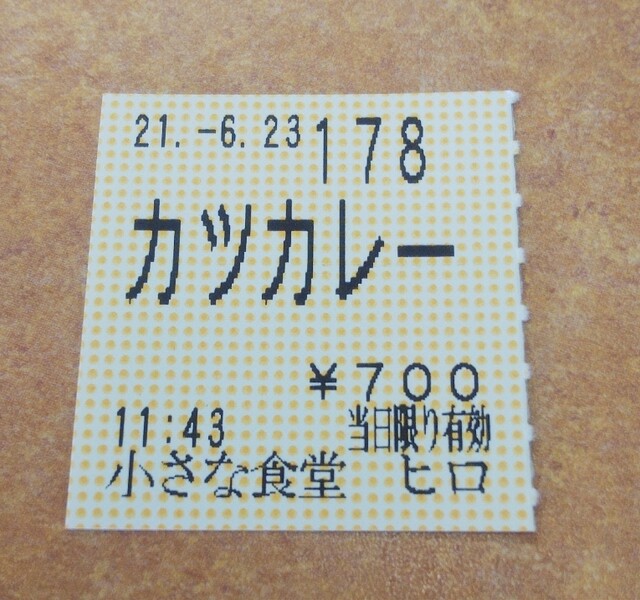 21.-6.23 178
カツカレー
¥700
11:43 当日限り有効
小さな食堂 ヒロ